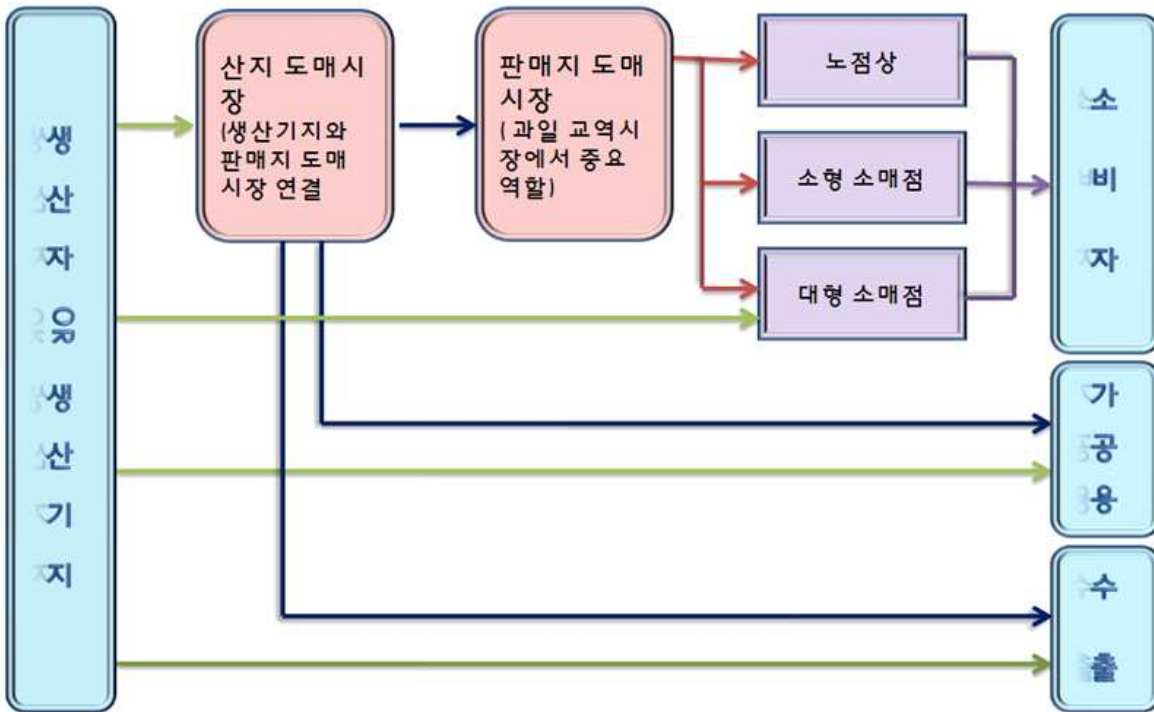 생산자
생산기지
산지 도매시
장
(생산기지와
판매지 도매
시장 연결
판매지 도매
시장
( 과일 교역시
장에서 중요
역할)
노점상
소형 소매점
대형 소매점
소비자
가공용
수출